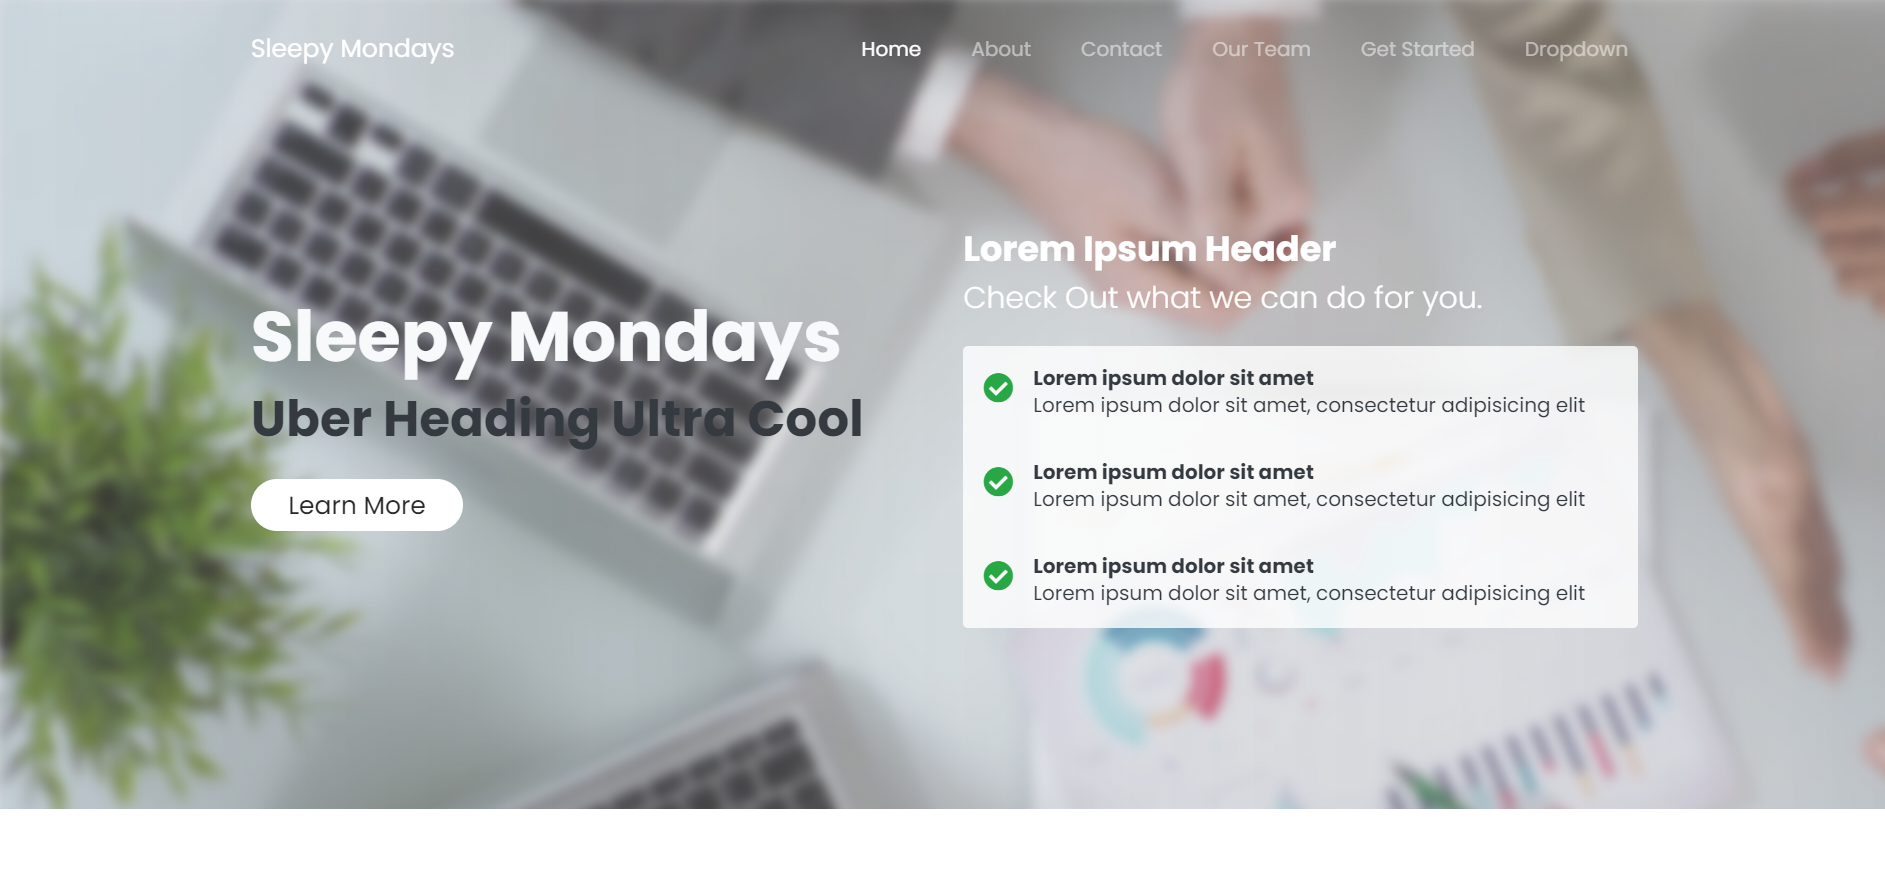 Sleepy Mondays
Home About Contact Our Team Get Started Dropdown
Sleepy Mondays
Uber Heading Ultra Cool
Learn More
Lorem Ipsum Header
Check Out what we can do for you.
Lorem ipsum dolor sit amet
Lorem ipsum dolor sit amet, consectetur adipisicing elit
Lorem ipsum dolor sit amet
Lorem ipsum dolor sit amet, consectetur adipisicing elit
Lorem ipsum dolor sit amet
Lorem ipsum dolor sit amet, consectetur adipisicing elit